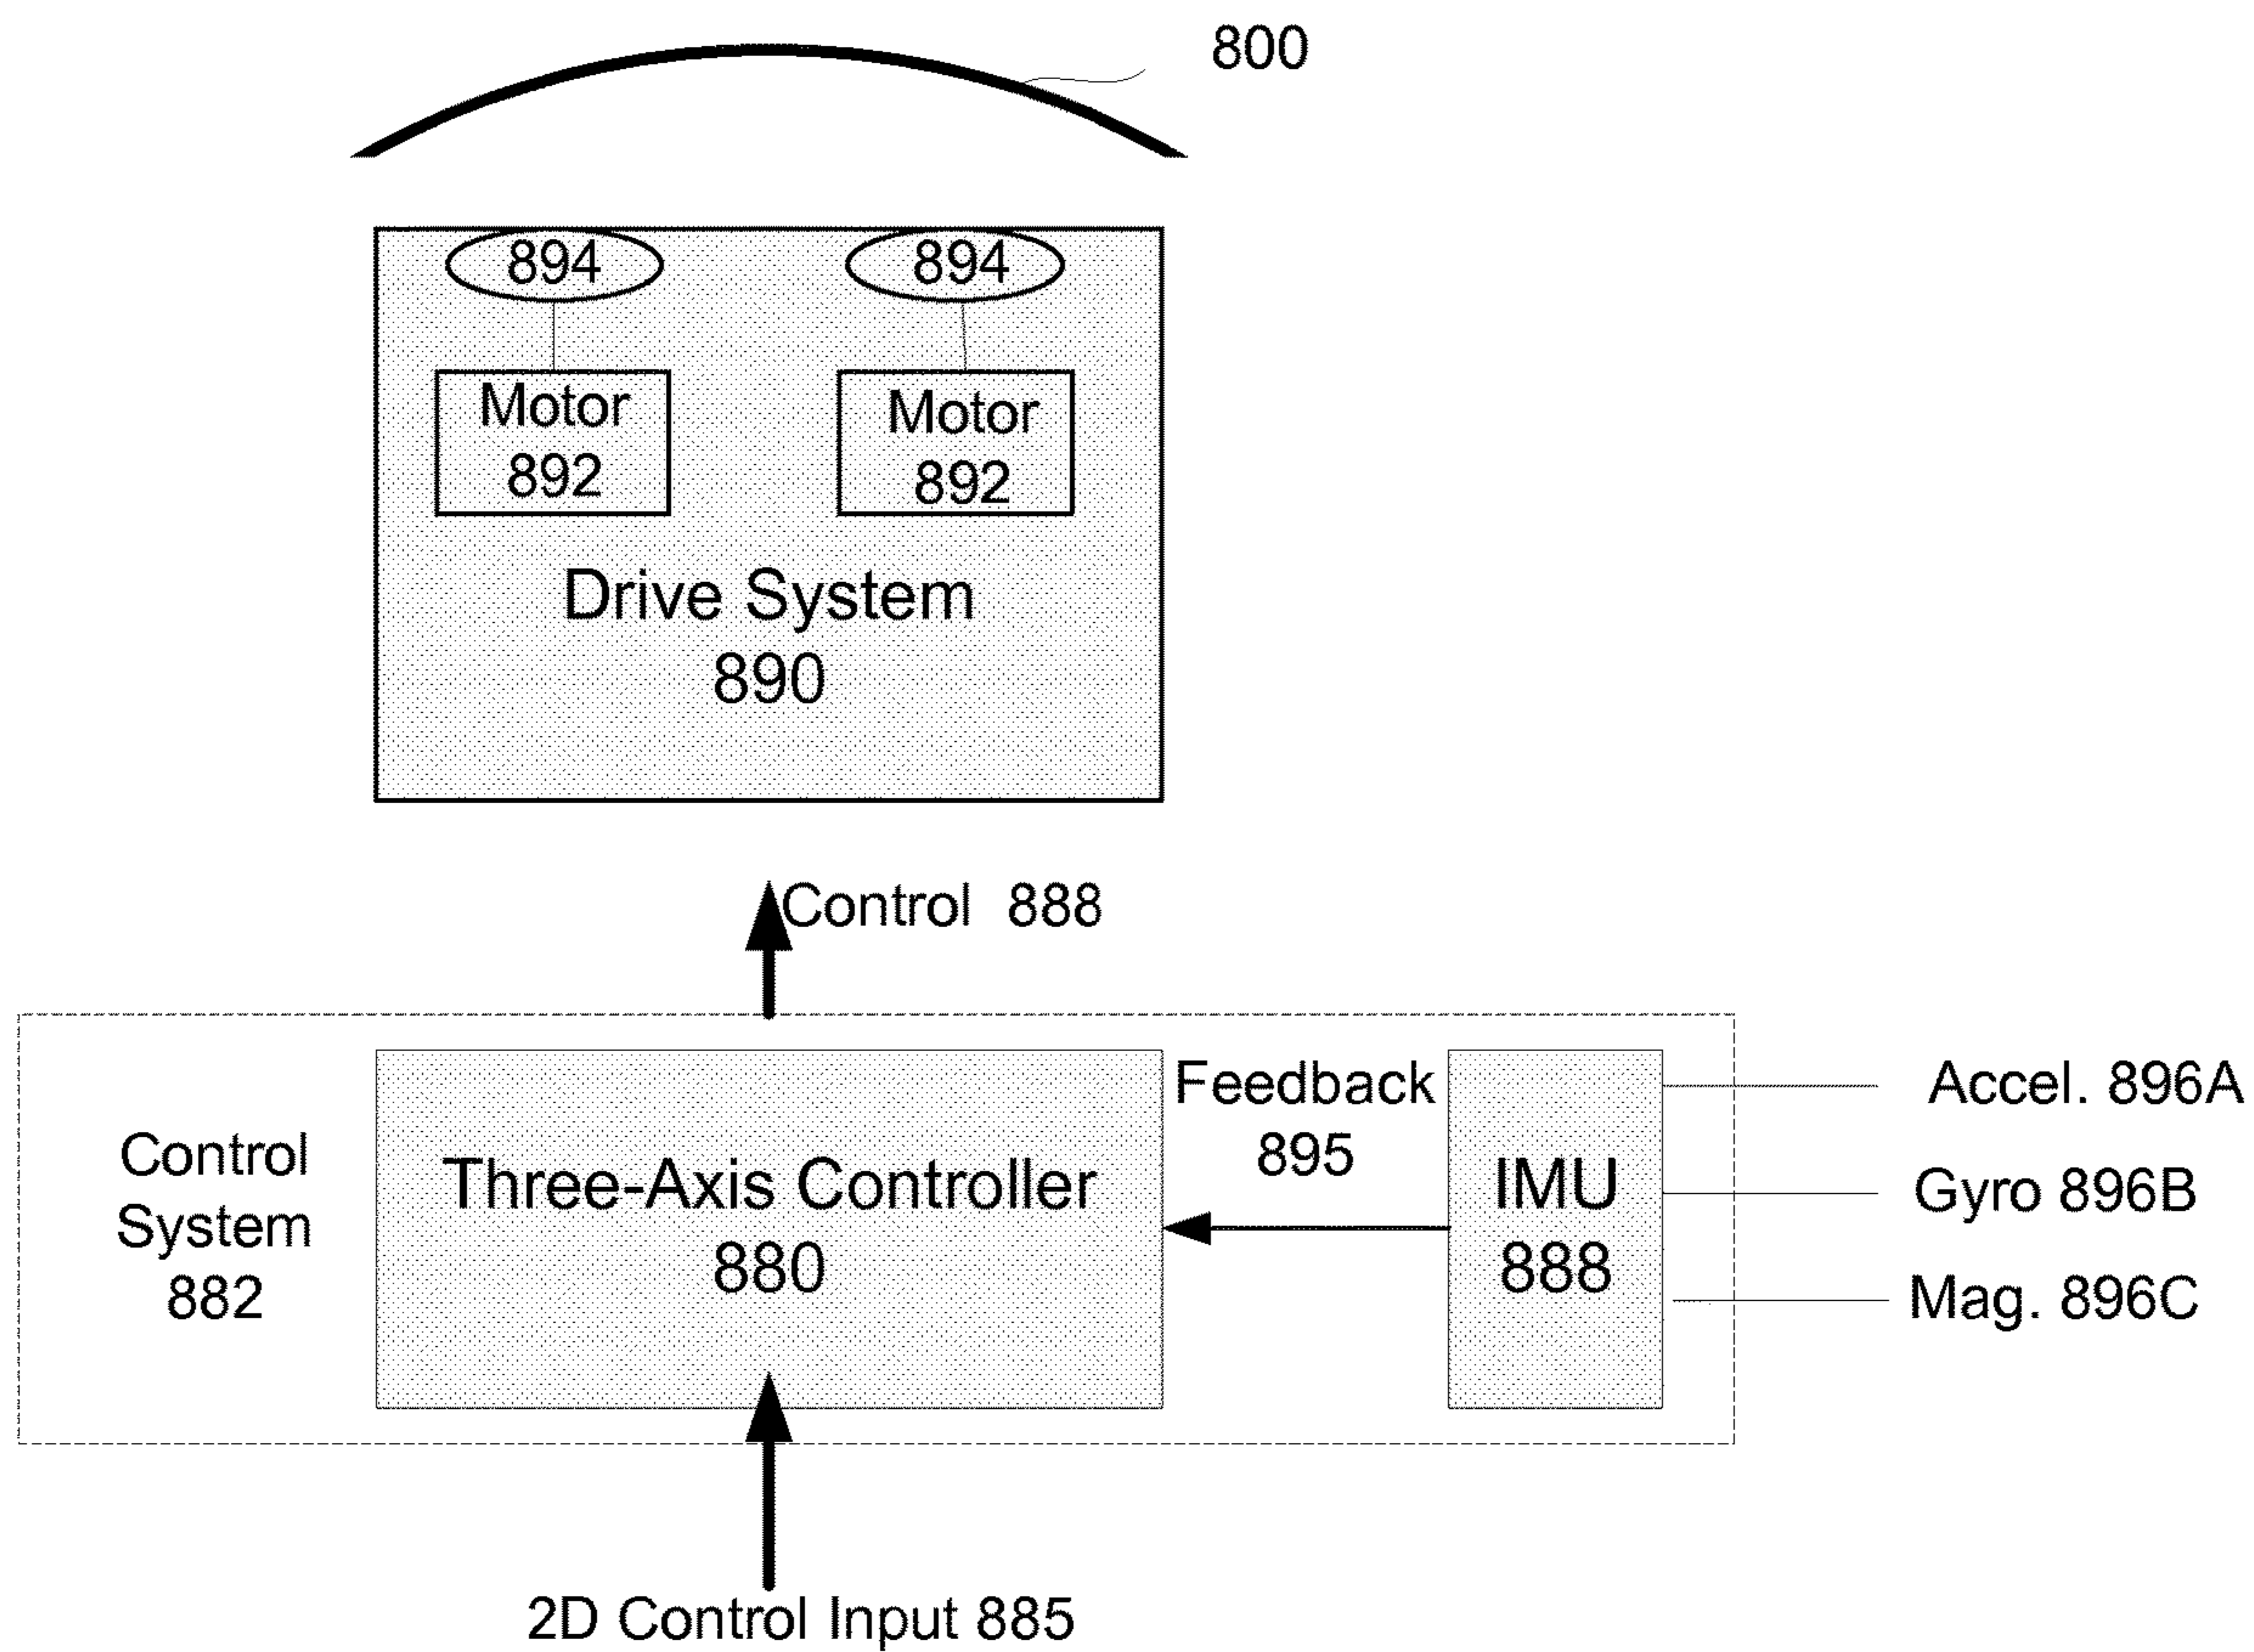 800
894
894
Motor
892
Motor
892
Drive System
890
Control 888
Control
System
882
Three-Axis Controller
880
Feedback
895
IMU
888
Accel. 896A
Gyro 896B
Mag. 896C
2D Control Input 885